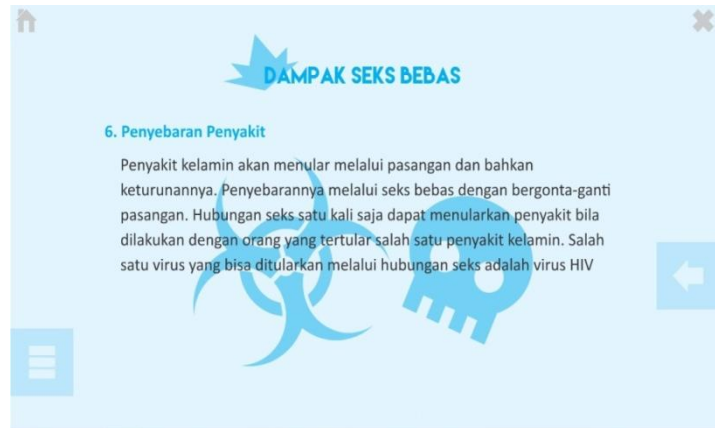 DAMPAK SEKS BEBAS
6. Penyebaran Penyakit
Penyakit kelamin akan menular melalui pasangan dan bahkan
keturunannya. Penyebarannya melalui seks bebas dengan bergonta-ganti
pasangan. Hubungan seks satu kali saja dapat menularkan penyakit bila
dilakukan dengan orang yang tertular salah satu penyakit kelamin. Salah
satu virus yang bisa ditularkan melalui hubungan seks adalah virus HIV